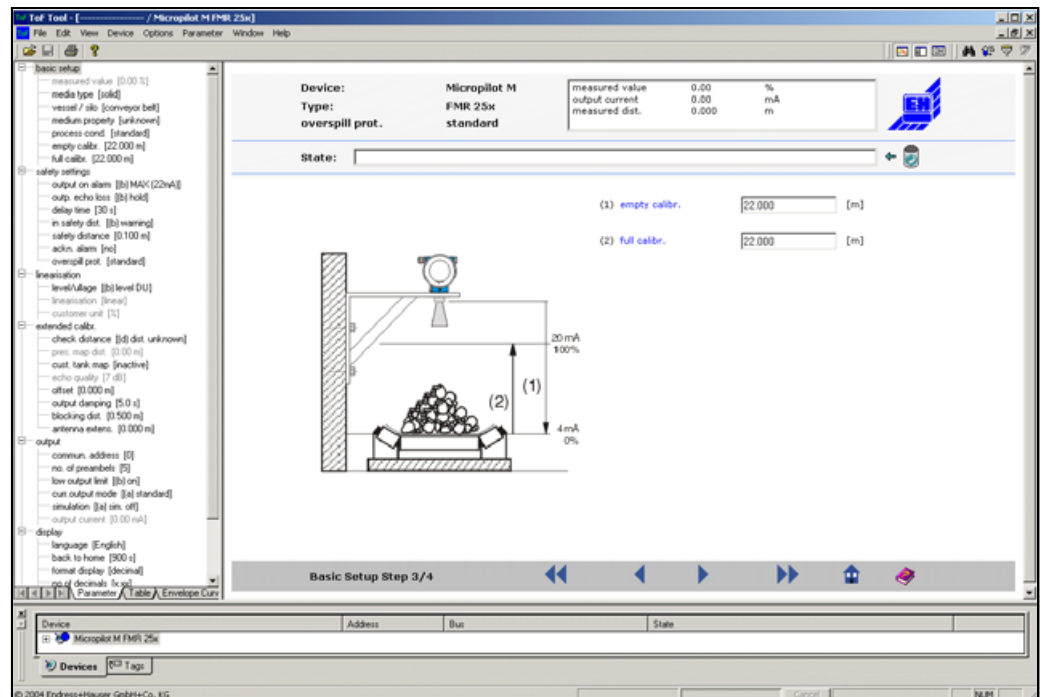 ToF Tool - [---------------- / Micropilot M FMR 25x]
File Edit View Device Options Parameter Window Help
basic setup
measured value [0.00 %]
media type [solid]
vessel / silo [conveyor belt]
medium property [unknown]
process cond. [standard]
empty calibr. [22.000 m]
full calibr. [22.000 m]
safety settings
output on alarm [(b) MAX (22mA)]
outp. echo loss [(b) hold]
delay time [30 s]
in safety dist. [(b) warning]
safety distance [0.100 m]
ackn. alarm [no]
overspill prot. [standard]
linearisation
level/ullage [(b) level DU]
linearisation [linear]
customer unit [%]
extended calibr.
check distance [(d) dist. unknown]
pres. map dist. [0.00 m]
cust. tank map [inactive]
echo quality [7 dB]
offset [0.000 m]
output damping [5.0 s]
blocking dist. [0.500 m]
antenna extens. [0.000 m]
output
commun. address [0]
no. of preambels [5]
low output limit [(b) on]
curr.output mode [(a) standard]
simulation [(a) sim. off]
output current [0.00 mA]
display
language [English]
back to home [900 s]
format display [decimal]
no.of decimals [x.xx]
Parameter Table Envelope Curv
Device: Micropilot M
Type: FMR 25x
overspill prot. standard
measured value 0.00 %
output current 0.00 mA
measured dist. 0.000 m
EH
State:
(1) empty calibr. 22.000 [m]
(2) full calibr. 22.000 [m]
20 mA
100%
(1)
(2)
4 mA
0%
Basic Setup Step 3/4
Device Address Bus State
Micropilot M FMR 25x
Devices Tags
© 2004 Endress+Hauser GmbH+Co. KG Cancel NUM